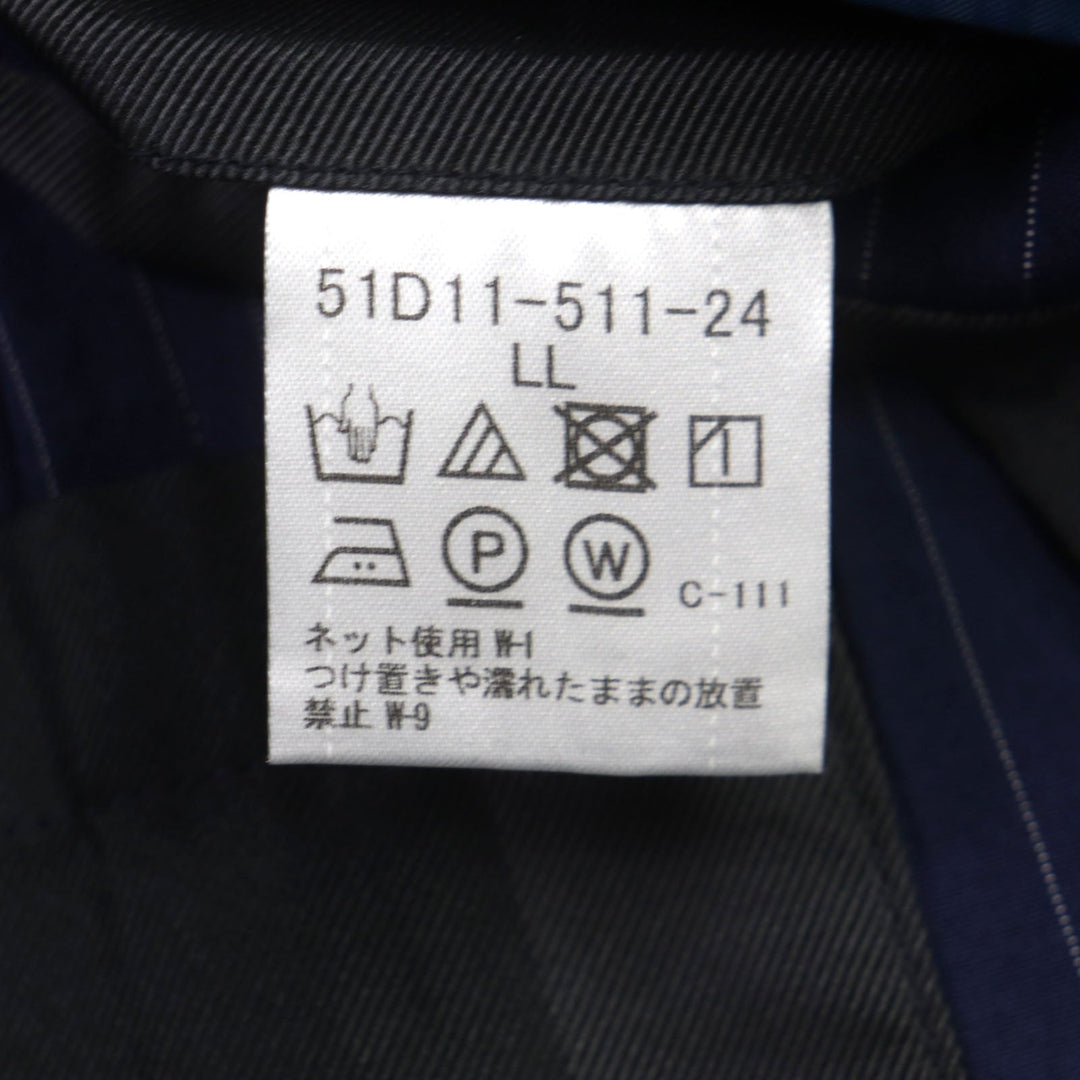 51D11-511-24
LL
P W C-111
ネット使用 W-1
つけ置きや濡れたままの放置
禁止 W-9